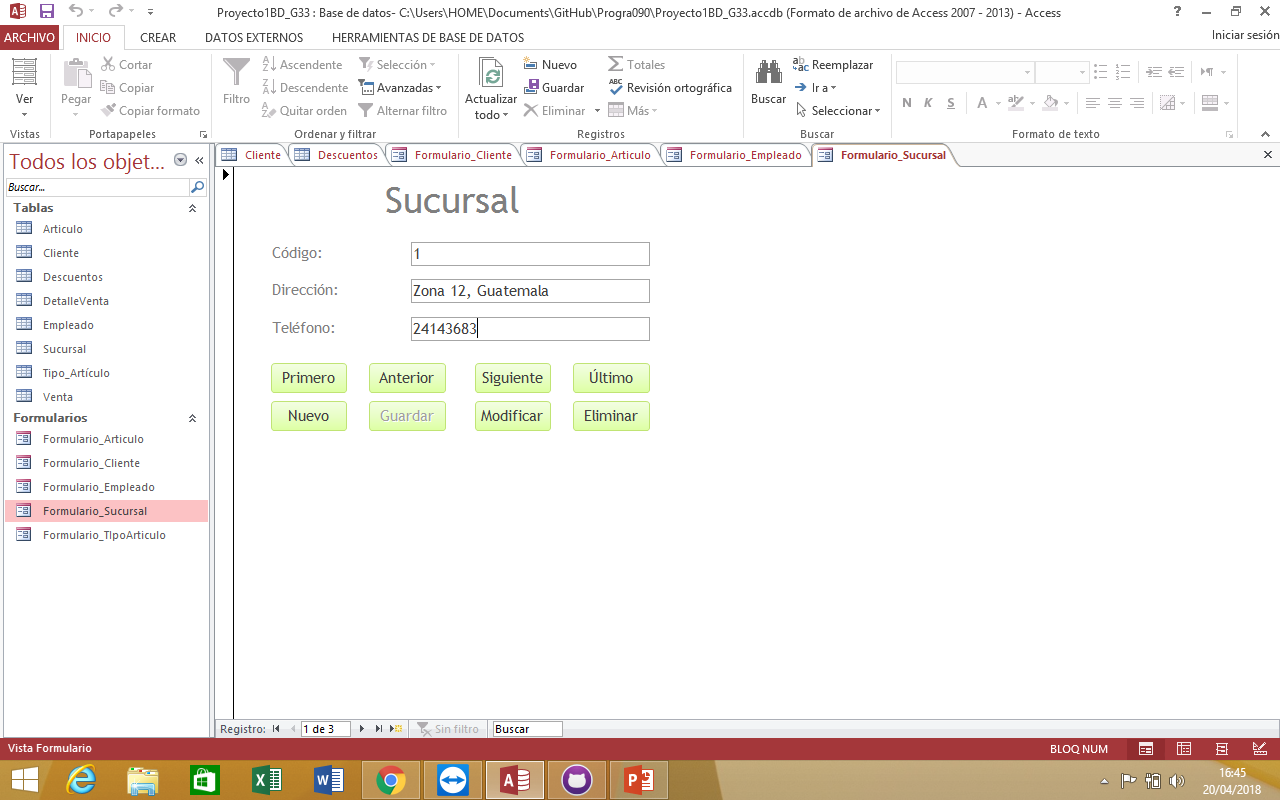 Proyecto1BD_G33 : Base de datos- C:\Users\HOME\Documents\GitHub\Progra090\Proyecto1BD_G33.accdb (Formato de archivo de Access 2007 - 2013) - Access
ARCHIVO INICIO CREAR DATOS EXTERNOS HERRAMIENTAS DE BASE DE DATOS Iniciar sesión
Ver
Pegar
Cortar
Copiar
Copiar formato
Filtro
Ascendente
Descendente
Quitar orden
Selección
Avanzadas
Alternar filtro
Actualizar
todo
Nuevo
Guardar
Eliminar
Totales
Revisión ortográfica
Más
Buscar
Reemplazar
Ir a
Seleccionar
N K S A
Vistas Portapapeles Ordenar y filtrar Registros Buscar Formato de texto
Todos los objet...
Buscar...
Tablas
Articulo
Cliente
Descuentos
DetalleVenta
Empleado
Sucursal
Tipo_Artículo
Venta
Formularios
Formulario_Articulo
Formulario_Cliente
Formulario_Empleado
Formulario_Sucursal
Formulario_TIpoArticulo
Cliente Descuentos Formulario_Cliente Formulario_Articulo Formulario_Empleado Formulario_Sucursal
Sucursal
Código: 1
Dirección: Zona 12, Guatemala
Teléfono: 24143683
Primero Anterior Siguiente Último
Nuevo Guardar Modificar Eliminar
Registro: 1 de 3 Sin filtro Buscar
Vista Formulario BLOQ NUM
16:45
20/04/2018